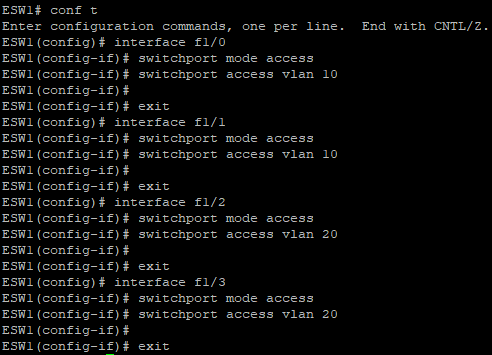 ESW1# conf t
Enter configuration commands, one per line.  End with CNTL/Z.
ESW1(config)# interface f1/0
ESW1(config-if)# switchport mode access
ESW1(config-if)# switchport access vlan 10
ESW1(config-if)#
ESW1(config-if)# exit
ESW1(config)# interface f1/1
ESW1(config-if)# switchport mode access
ESW1(config-if)# switchport access vlan 10
ESW1(config-if)#
ESW1(config-if)# exit
ESW1(config)# interface f1/2
ESW1(config-if)# switchport mode access
ESW1(config-if)# switchport access vlan 20
ESW1(config-if)#
ESW1(config-if)# exit
ESW1(config)# interface f1/3
ESW1(config-if)# switchport mode access
ESW1(config-if)# switchport access vlan 20
ESW1(config-if)#
ESW1(config-if)# exit